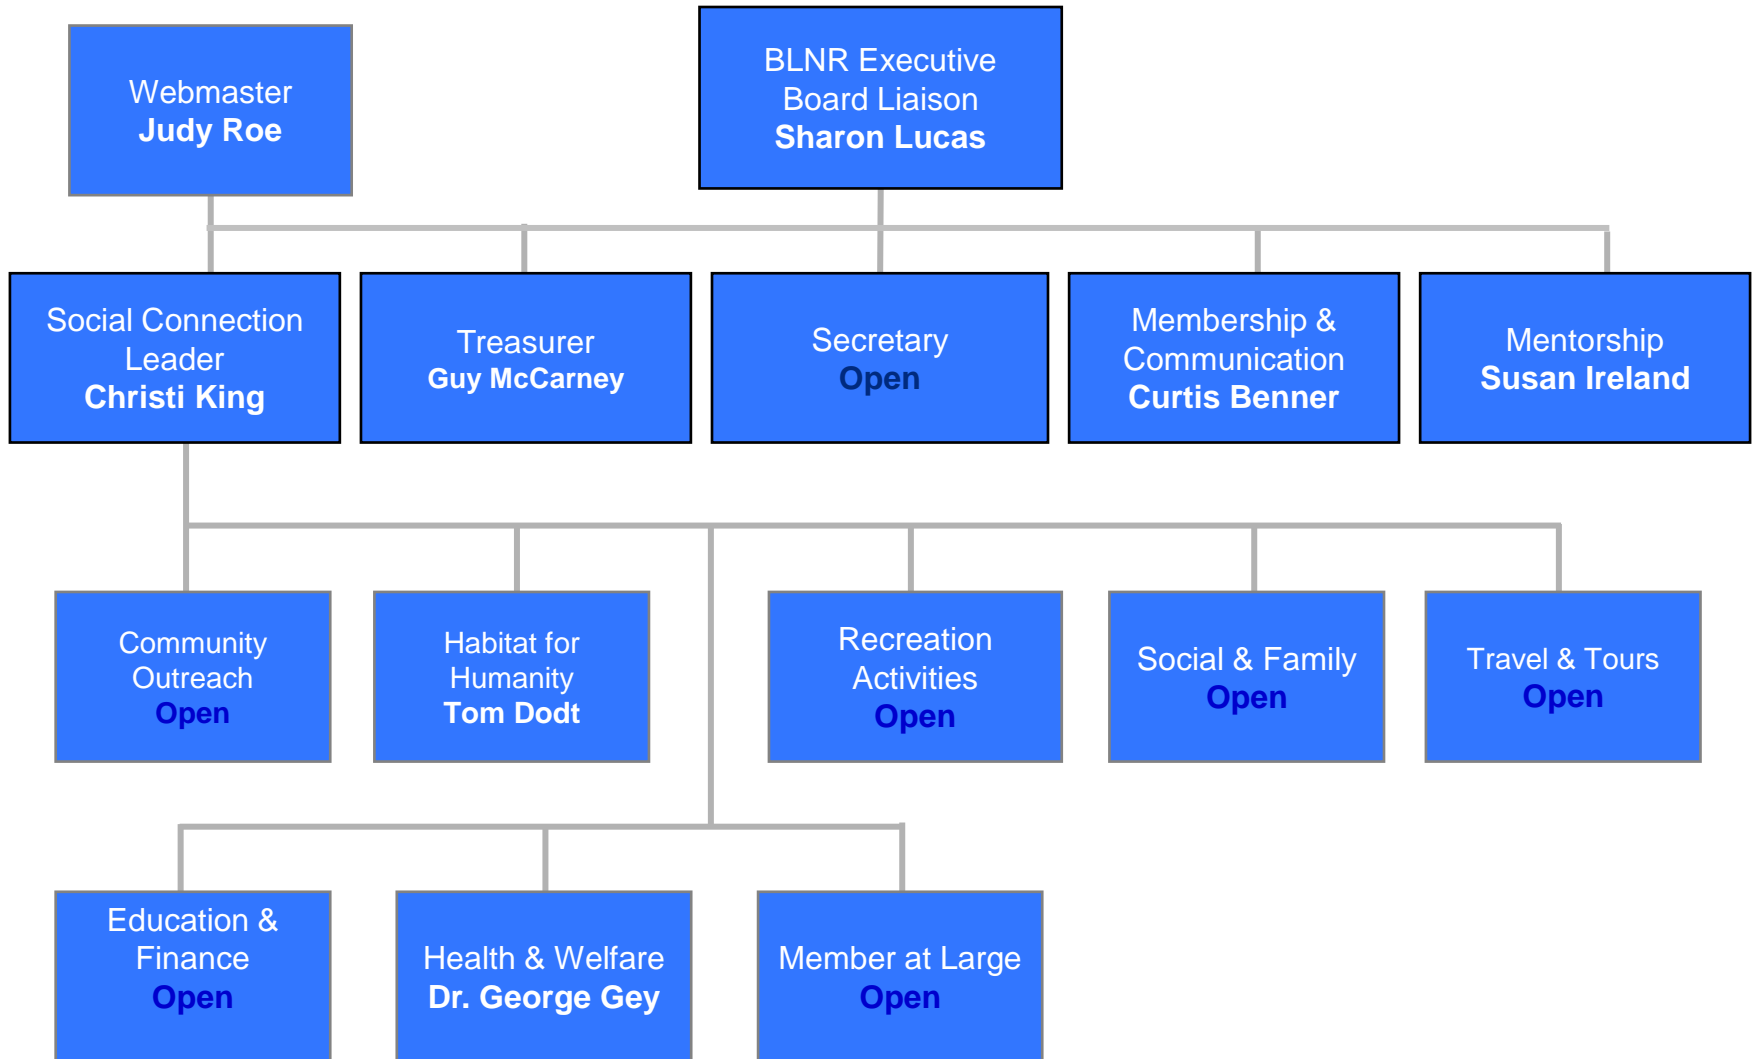 Webmaster
Judy Roe
BLNR Executive
Board Liaison
Sharon Lucas
Social Connection
Leader
Christi King
Treasurer
Guy McCarney
Secretary
Open
Membership &
Communication
Curtis Benner
Mentorship
Susan Ireland
Community
Outreach
Open
Habitat for
Humanity
Tom Dodt
Recreation
Activities
Open
Social & Family
Open
Travel & Tours
Open
Education &
Finance
Open
Health & Welfare
Dr. George Gey
Member at Large
Open